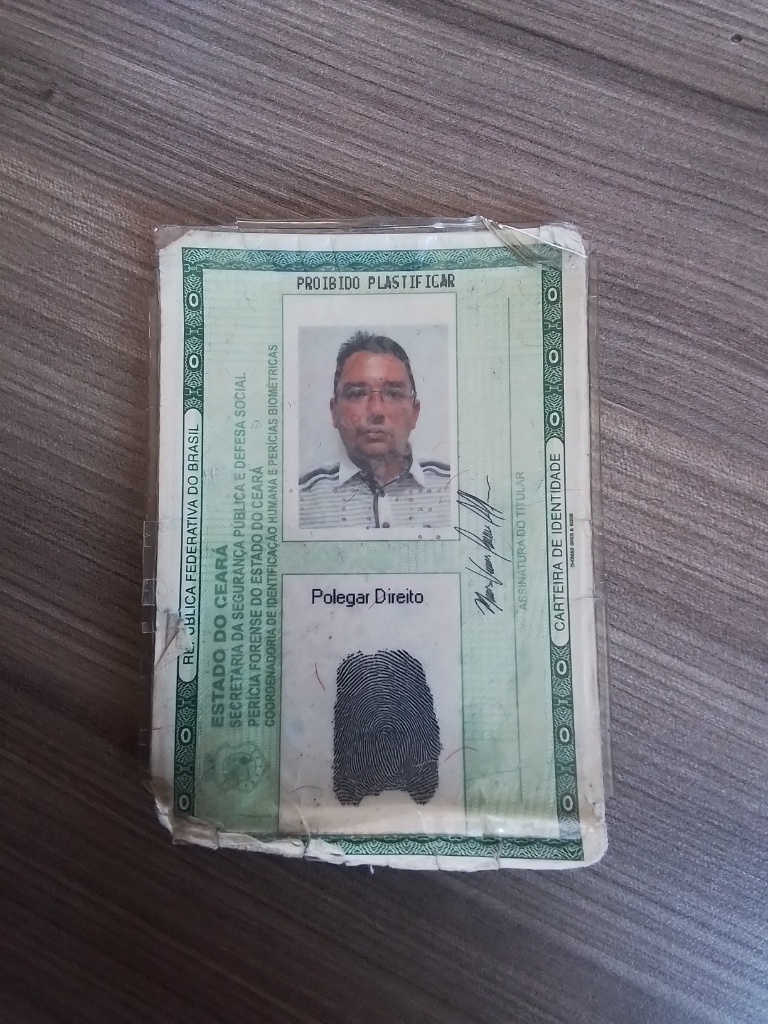 PROIBIDO PLASTIFICAR
REPÚBLICA FEDERATIVA DO BRASIL
ESTADO DO CEARÁ
SECRETARIA DA SEGURANÇA PÚBLICA E DEFESA SOCIAL
PERÍCIA FORENSE DO ESTADO DO CEARÁ
COORDENADORIA DE IDENTIFICAÇÃO HUMANA E PERÍCIAS BIOMÉTRICAS
Polegar Direito
ASSINATURA DO TITULAR
CARTEIRA DE IDENTIDADE